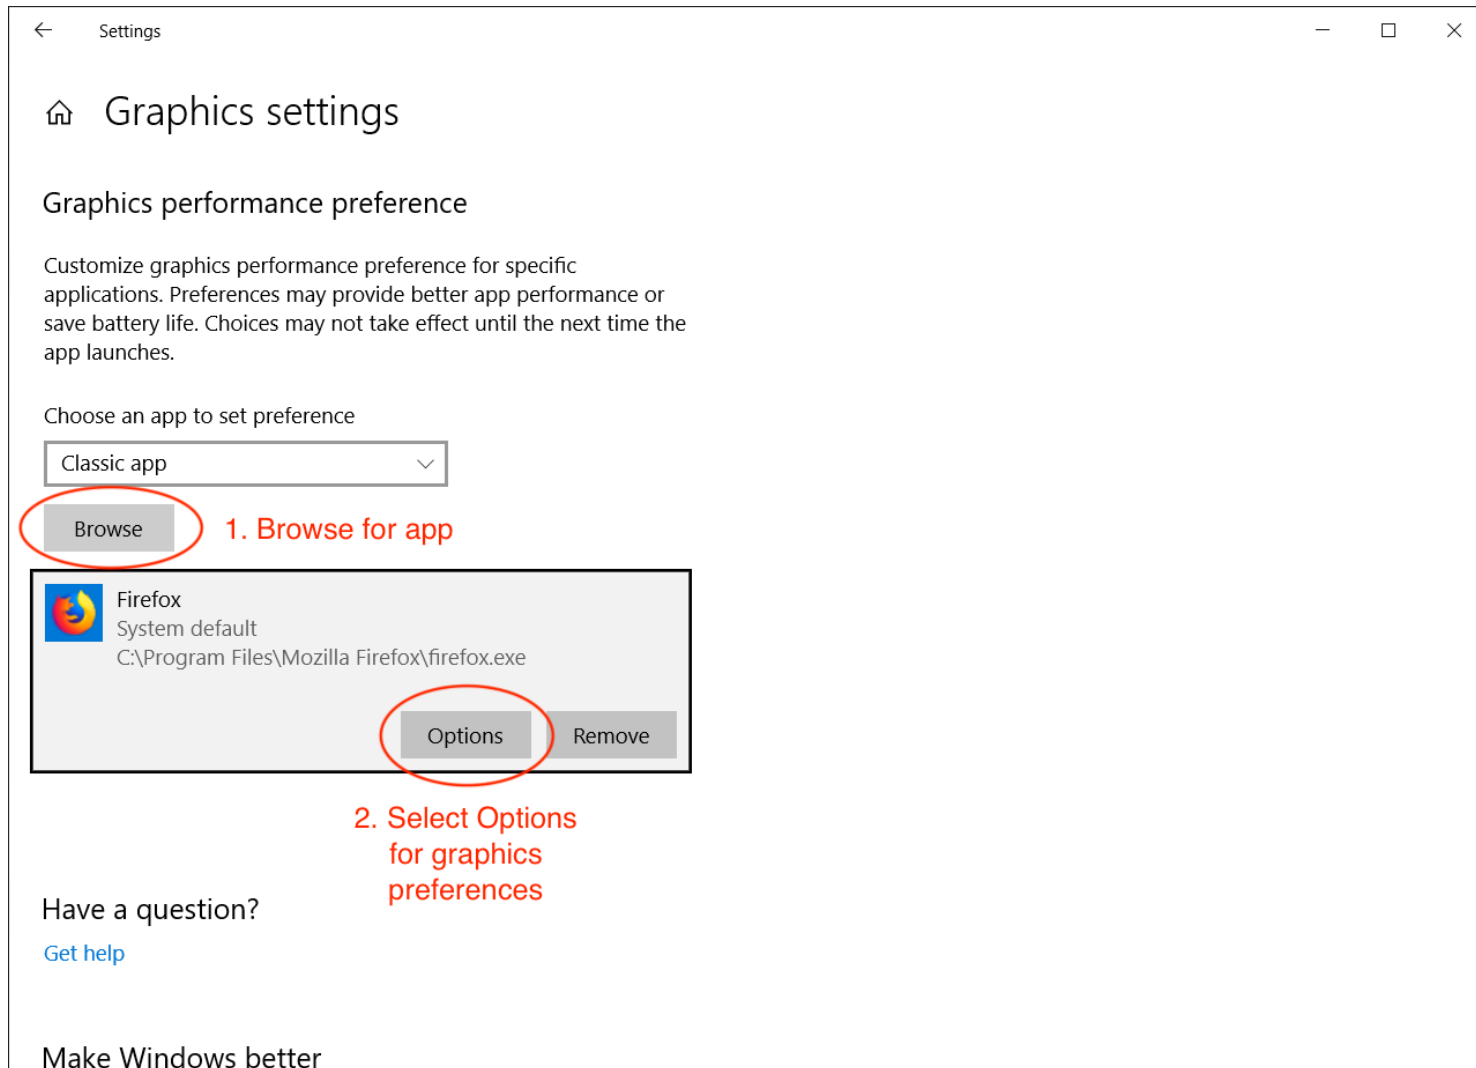 Settings
Graphics settings
Graphics performance preference
Customize graphics performance preference for specific
applications. Preferences may provide better app performance or
save battery life. Choices may not take effect until the next time the
app launches.
Choose an app to set preference
Classic app
Browse
1. Browse for app
Firefox
System default
C:\Program Files\Mozilla Firefox\firefox.exe
Options
Remove
2. Select Options
for graphics
preferences
Have a question?
Get help
Make Windows better